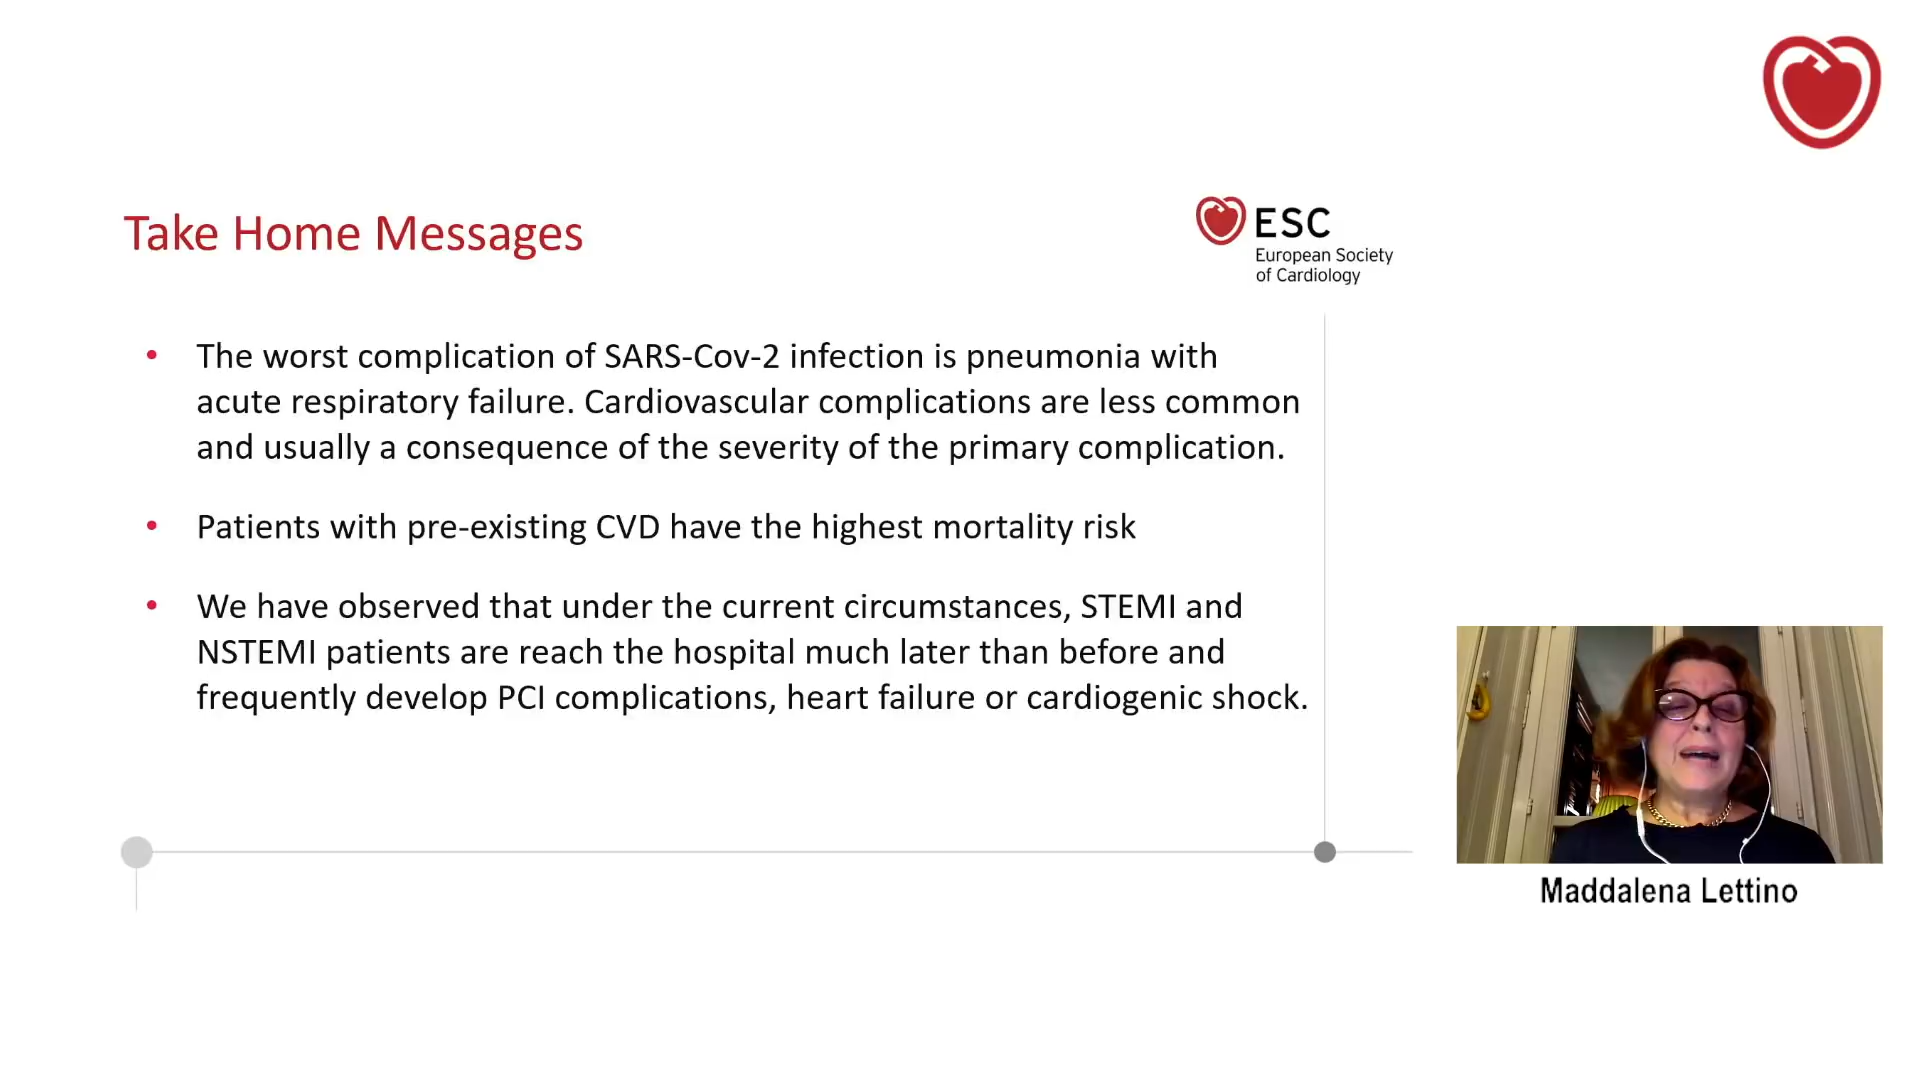 Take Home Messages
ESC
European Society
of Cardiology
• The worst complication of SARS-Cov-2 infection is pneumonia with
acute respiratory failure. Cardiovascular complications are less common
and usually a consequence of the severity of the primary complication.
• Patients with pre-existing CVD have the highest mortality risk
• We have observed that under the current circumstances, STEMI and
NSTEMI patients are reach the hospital much later than before and
frequently develop PCI complications, heart failure or cardiogenic shock.
Maddalena Lettino